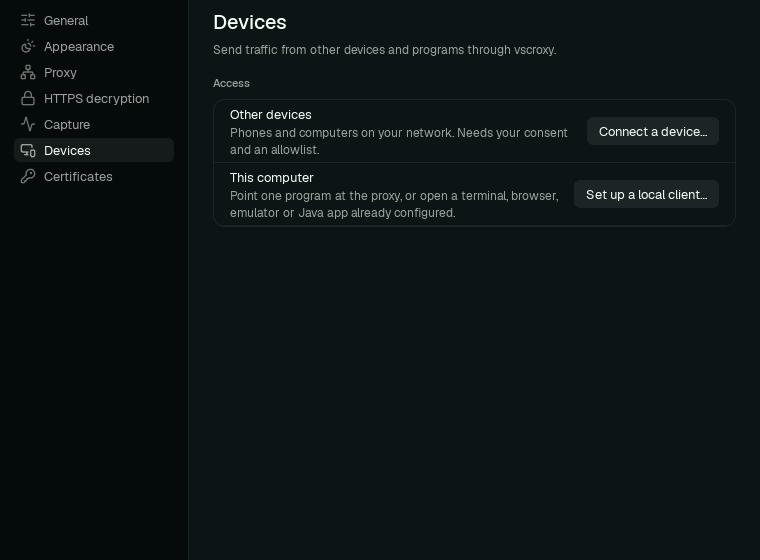 General
Appearance
Proxy
HTTPS decryption
Capture
Devices
Certificates
Devices
Send traffic from other devices and programs through vscroxy.
Access
Other devices
Phones and computers on your network. Needs your consent
and an allowlist.
Connect a device...
This computer
Point one program at the proxy, or open a terminal, browser,
emulator or Java app already configured.
Set up a local client...